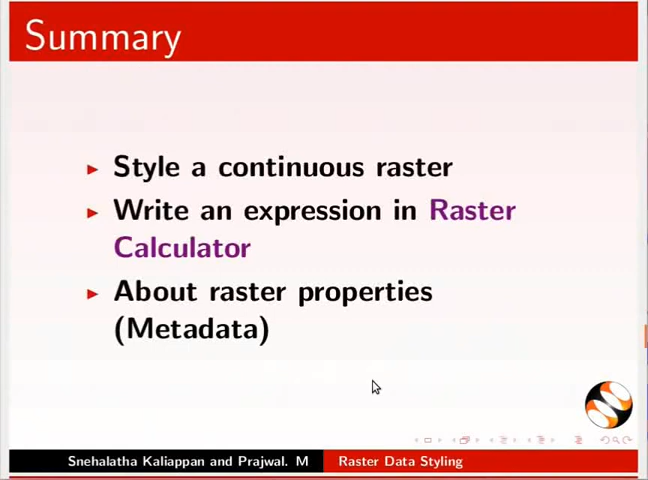 Summary
Style a continuous raster
Write an expression in Raster
Calculator
About raster properties
(Metadata)
Snehalatha Kaliappan and Prajwal. M
Raster Data Styling